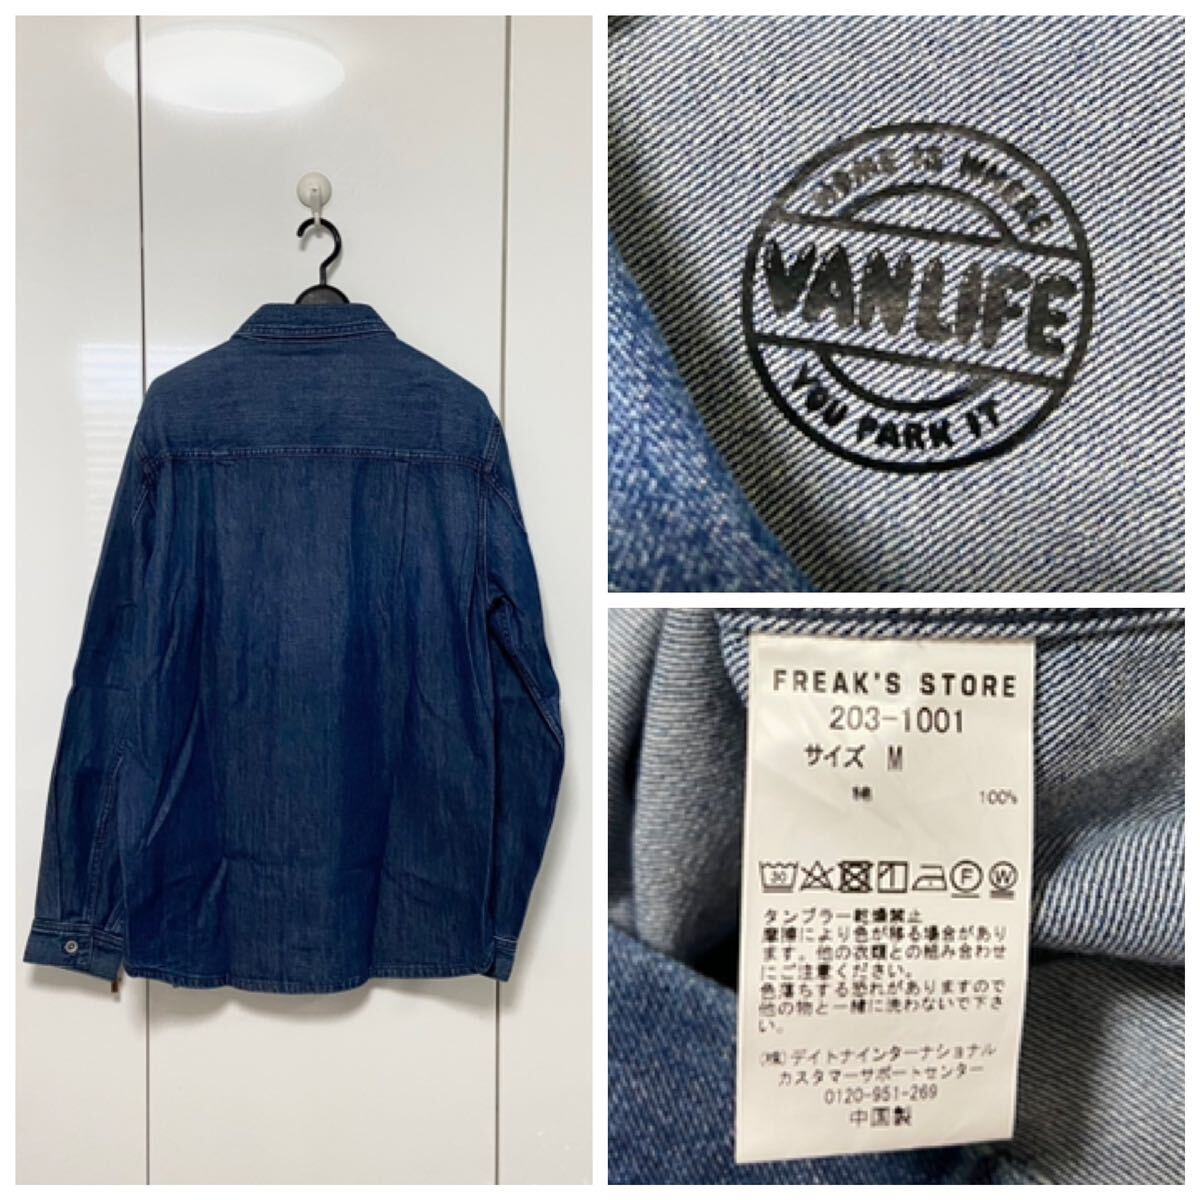 HOME IS WHERE
VANLIFE
YOU PARK IT
FREAK'S STORE
203-1001
サイズ M
綿 100%
30
F
W
タンブラー乾燥禁止
摩擦により色が移る場合があり
ます。他の衣類との組み合わせ
にご注意ください。
色落ちする恐れがありますので
他の物と一緒に洗わないで下さ
い。
(株)デイトナインターナショナル
カスタマーサポートセンター
0120-951-269
中国製